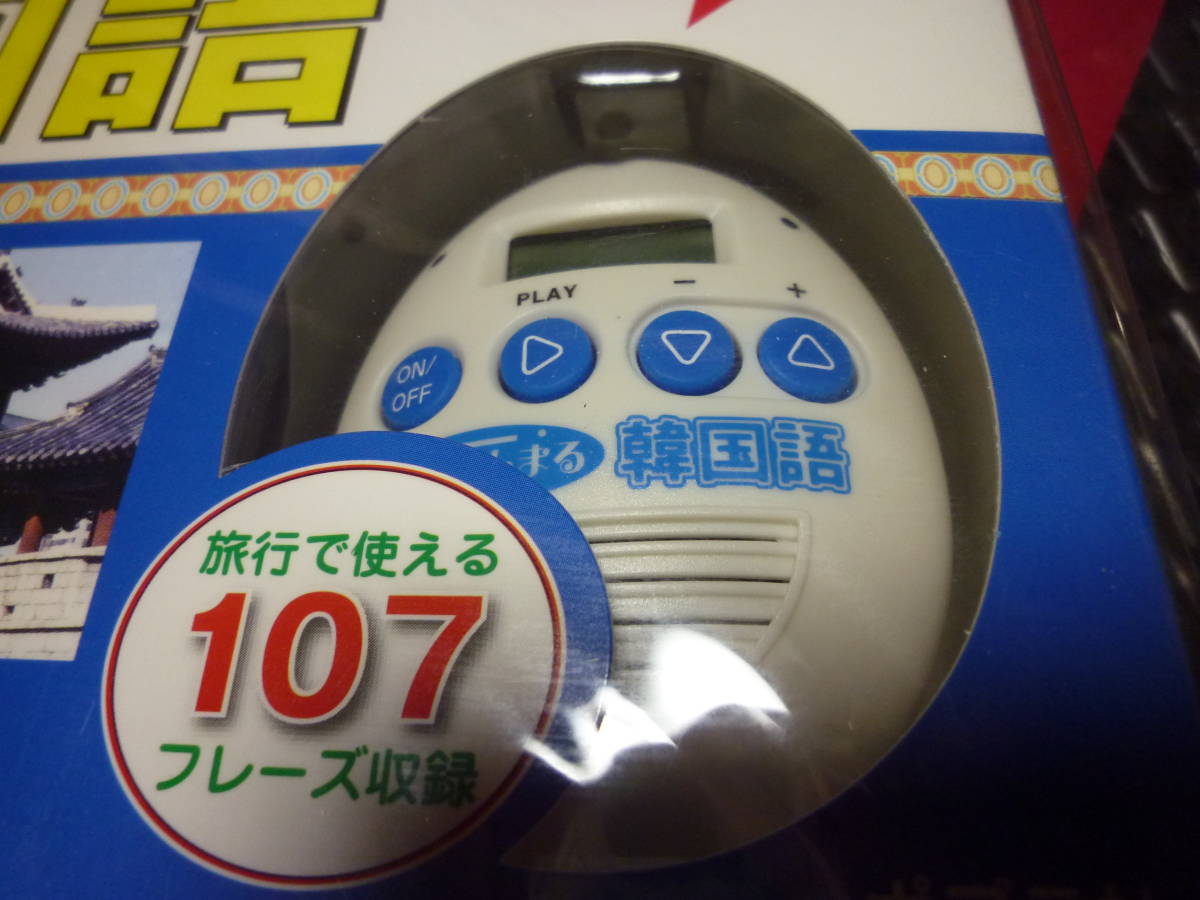 語
PLAY − +
ON/
OFF
まる 韓国語
旅行で使える
107
フレーズ収録